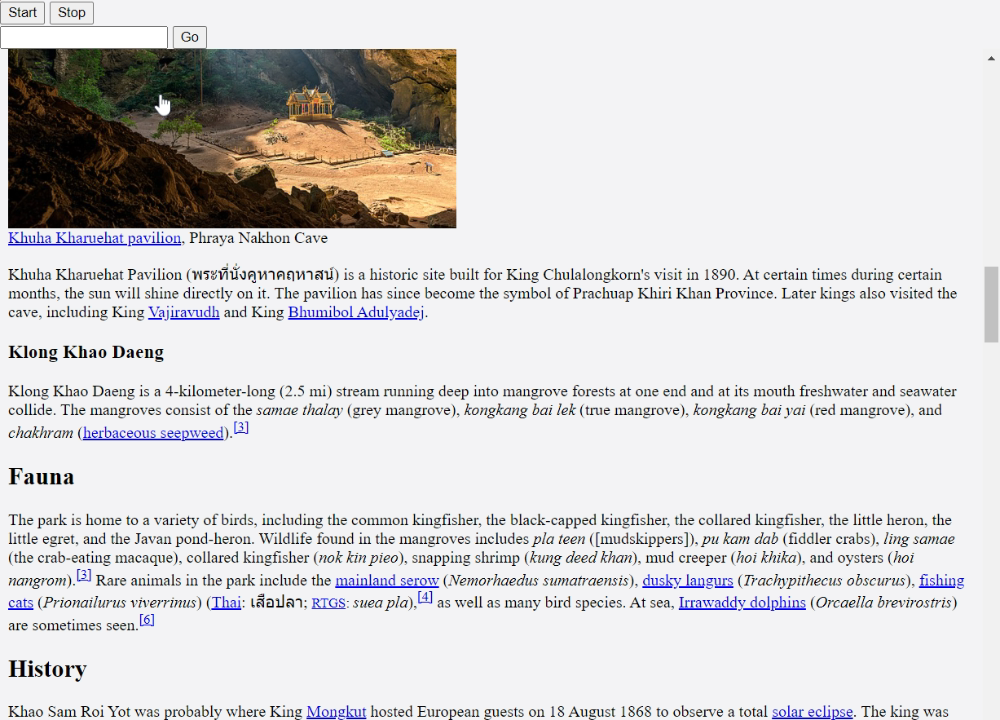 Start Stop
Go
Khuha Kharuehat pavilion, Phraya Nakhon Cave
Khuha Kharuehat Pavilion (พระที่นั่งคูหาคฤหาสน์) is a historic site built for King Chulalongkorn's visit in 1890. At certain times during certain
months, the sun will shine directly on it. The pavilion has since become the symbol of Prachuap Khiri Khan Province. Later kings also visited the
cave, including King Vajiravudh and King Bhumibol Adulyadej.
Klong Khao Daeng
Klong Khao Daeng is a 4-kilometer-long (2.5 mi) stream running deep into mangrove forests at one end and at its mouth freshwater and seawater
collide. The mangroves consist of the samae thalay (grey mangrove), kongkang bai lek (true mangrove), kongkang bai yai (red mangrove), and
chakhram (herbaceous seepweed).[3]
Fauna
The park is home to a variety of birds, including the common kingfisher, the black-capped kingfisher, the collared kingfisher, the little heron, the
little egret, and the Javan pond-heron. Wildlife found in the mangroves includes pla teen ([mudskippers]), pu kam dab (fiddler crabs), ling samae
(the crab-eating macaque), collared kingfisher (nok kin pieo), snapping shrimp (kung deed khan), mud creeper (hoi khika), and oysters (hoi
nangrom).[3] Rare animals in the park include the mainland serow (Nemorhaedus sumatraensis), dusky langurs (Trachypithecus obscurus), fishing
cats (Prionailurus viverrinus) (Thai: เสือปลา; RTGS: suea pla),[4] as well as many bird species. At sea, Irrawaddy dolphins (Orcaella brevirostris)
are sometimes seen.[6]
History
Khao Sam Roi Yot was probably where King Mongkut hosted European guests on 18 August 1868 to observe a total solar eclipse. The king was